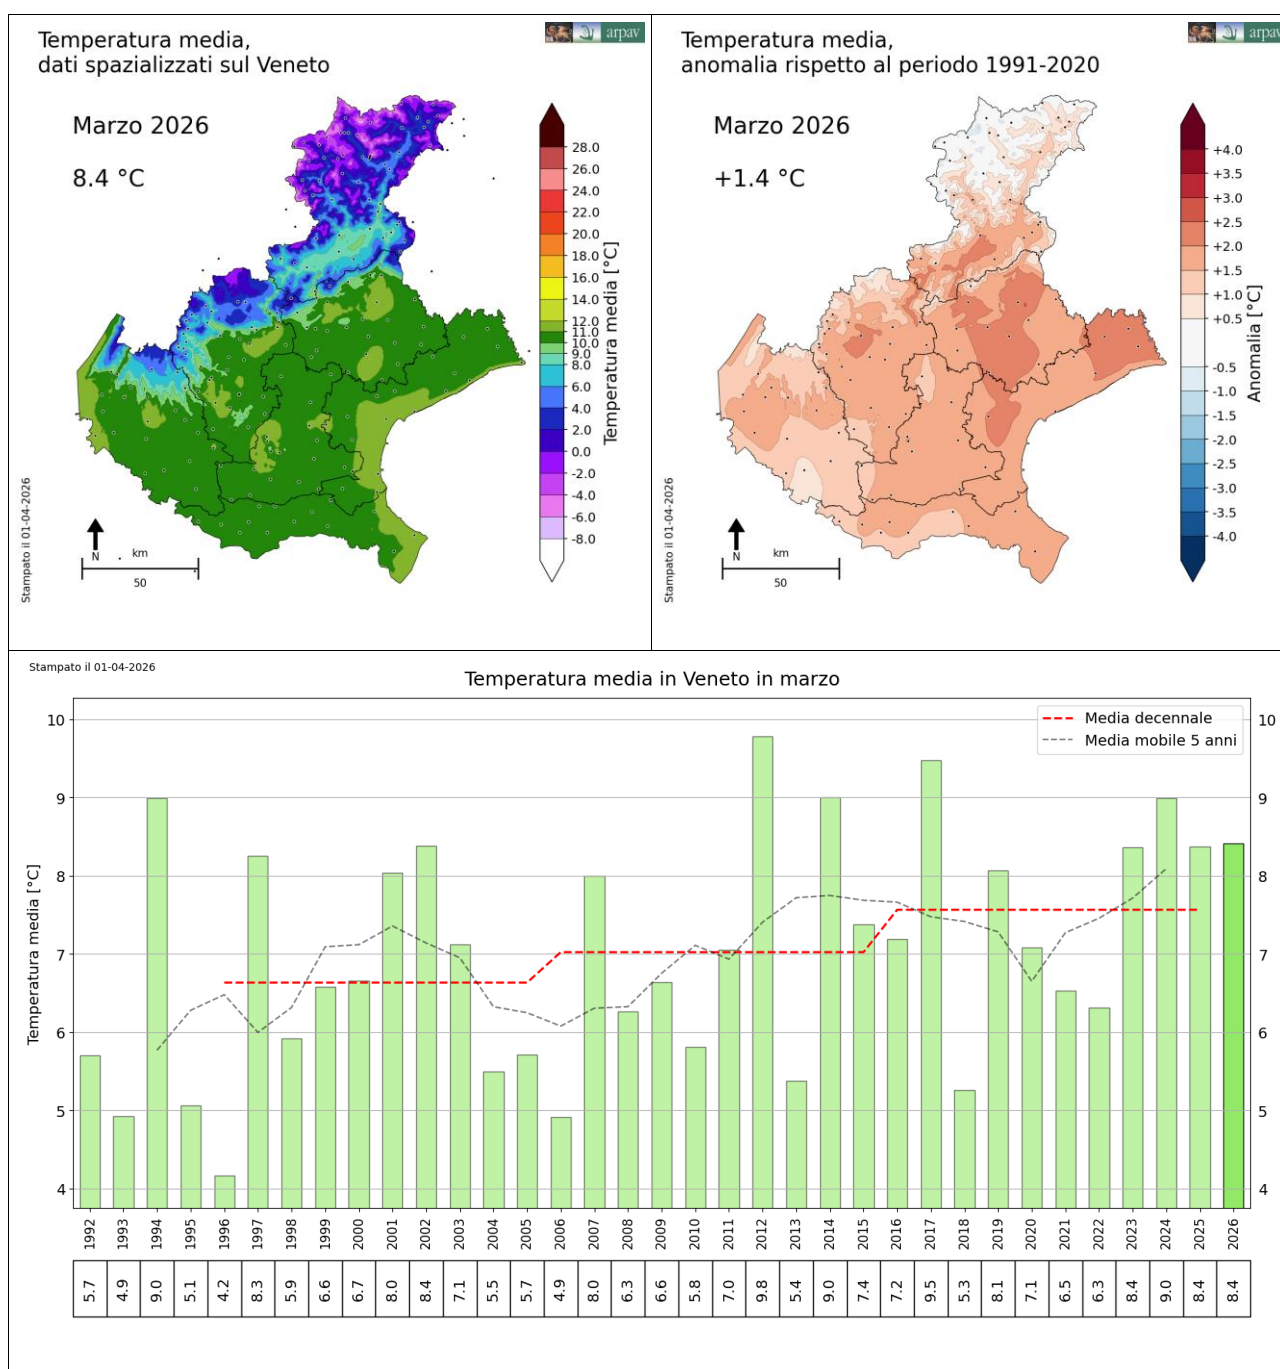 Temperatura media,
dati spazializzati sul Veneto
arpav
Marzo 2026
8.4 °C
28.0
26.0
24.0
22.0
20.0
18.0
16.0
14.0
12.0
11.0
10.0
9.0
8.0
6.0
4.0
2.0
0.0
-2.0
-4.0
-6.0
-8.0
Temperatura media [°C]
Stampato il 01-04-2026
N
km
50
Temperatura media,
anomalia rispetto al periodo 1991-2020
arpav
Marzo 2026
+1.4 °C
+4.0
+3.5
+3.0
+2.5
+2.0
+1.5
+1.0
+0.5
-0.5
-1.0
-1.5
-2.0
-2.5
-3.0
-3.5
-4.0
Anomalia [°C]
Stampato il 01-04-2026
N
km
50
Stampato il 01-04-2026
Temperatura media in Veneto in marzo
Media decennale
Media mobile 5 anni
Temperatura media [°C]
10 10
9 9
8 8
7 7
6 6
5 5
4 4
1992 1993 1994 1995 1996 1997 1998 1999 2000 2001 2002 2003 2004 2005 2006 2007 2008 2009 2010 2011 2012 2013 2014 2015 2016 2017 2018 2019 2020 2021 2022 2023 2024 2025 2026
5.7 4.9 9.0 5.1 4.2 8.3 5.9 6.6 6.7 8.0 8.4 7.1 5.5 5.7 4.9 8.0 6.3 6.6 5.8 7.0 9.8 5.4 9.0 7.4 7.2 9.5 5.3 8.1 7.1 6.5 6.3 8.4 9.0 8.4 8.4